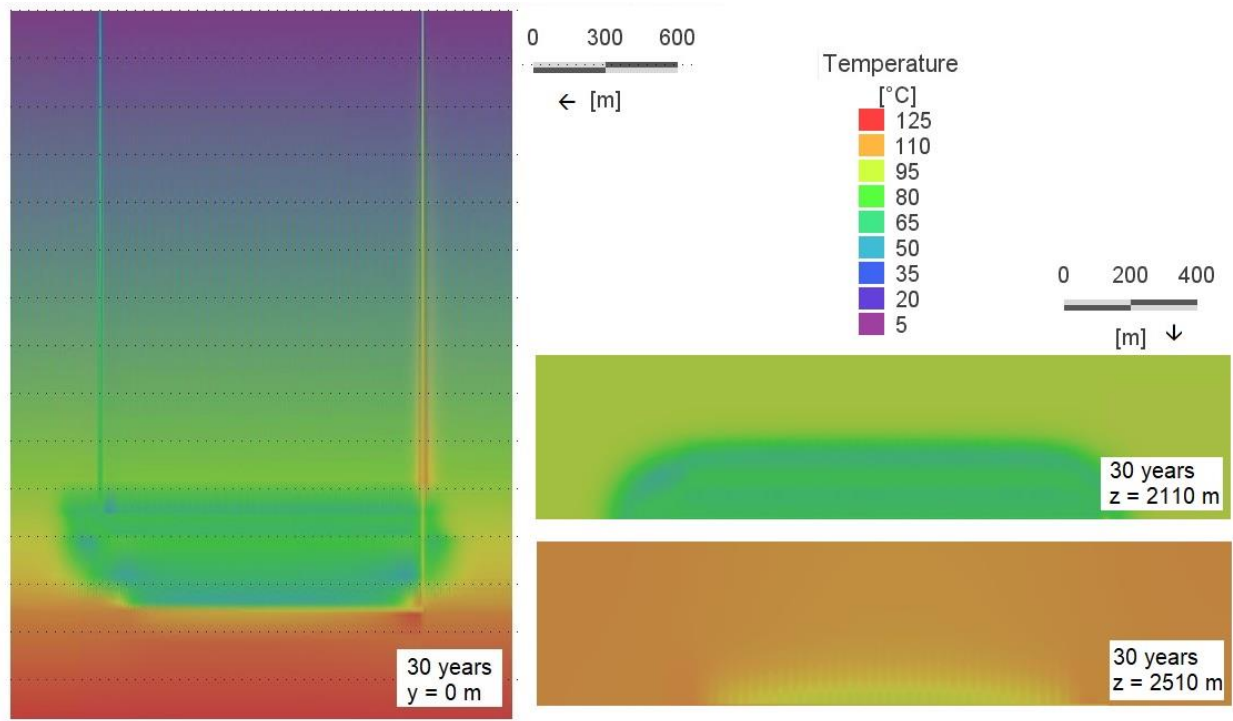 0 300 600
← [m]
Temperature
[°C]
125
110
95
80
65
50
35
20
5
0 200 400
[m] ↓
30 years
y = 0 m
30 years
z = 2110 m
30 years
z = 2510 m